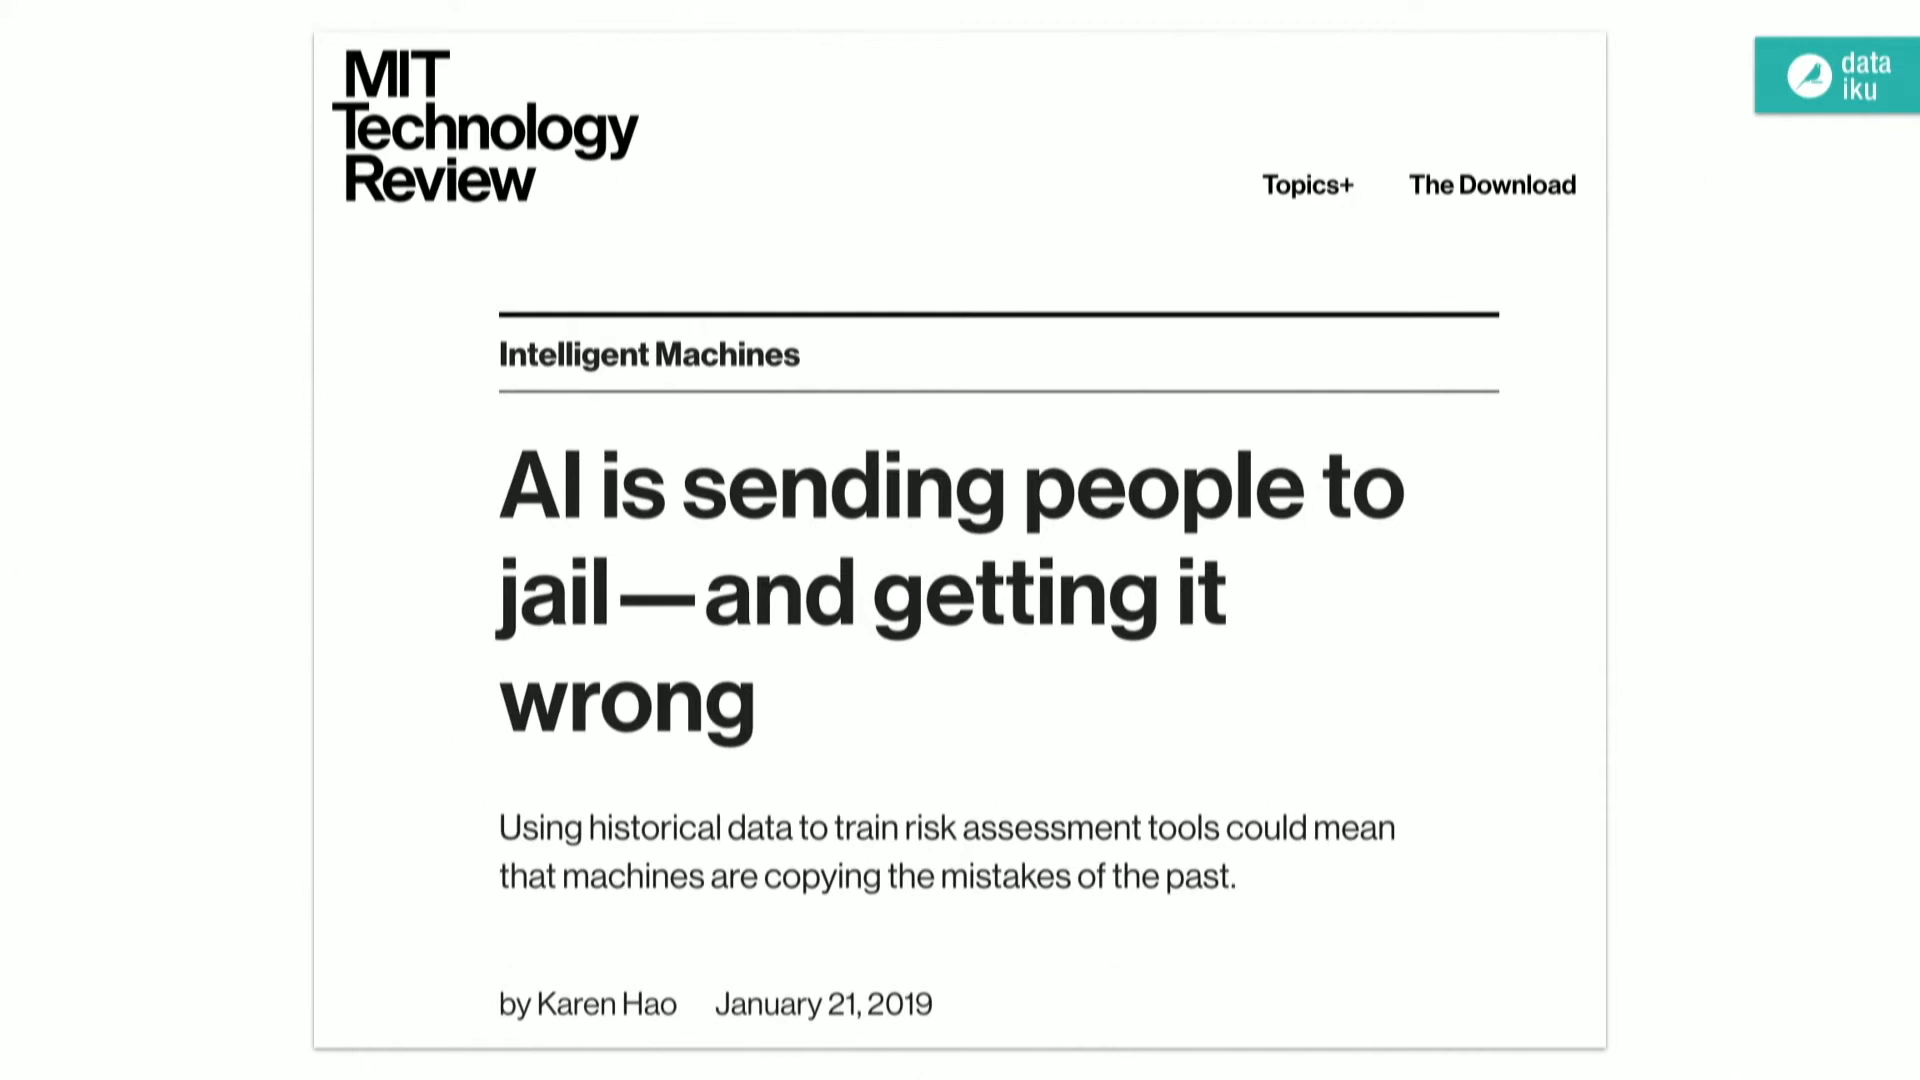 MIT
Technology
Review
data
iku
Topics+ The Download
Intelligent Machines
AI is sending people to
jail—and getting it
wrong
Using historical data to train risk assessment tools could mean
that machines are copying the mistakes of the past.
by Karen Hao January 21, 2019